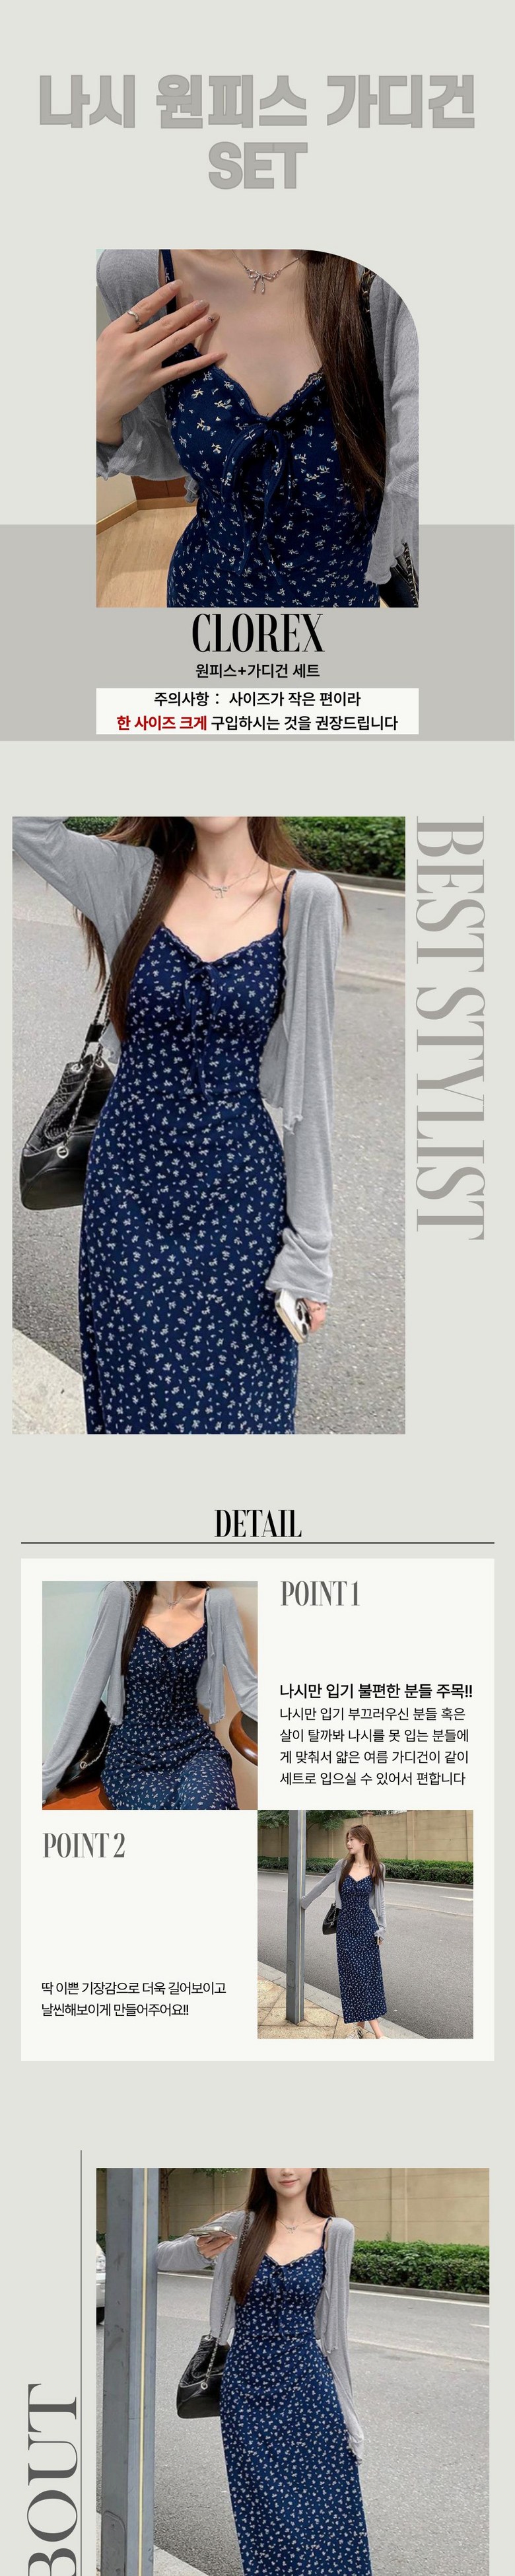 나시 원피스 가디건
SET
CLOREX
원피스+가디건 세트
주의사항 : 사이즈가 작은 편이라
한 사이즈 크게 구입하시는 것을 권장드립니다
BEST STYLIST
DETAIL
POINT 1
나시만 입기 불편한 분들 주목!!
나시만 입기 부끄러우신 분들 혹은
살이 탈까봐 나시를 못 입는 분들에
게 맞춰서 얇은 여름 가디건이 같이
세트로 입으실 수 있어서 편합니다
POINT 2
딱 이쁜 기장감으로 더욱 길어보이고
날씬해보이게 만들어주어요!!
BOUT